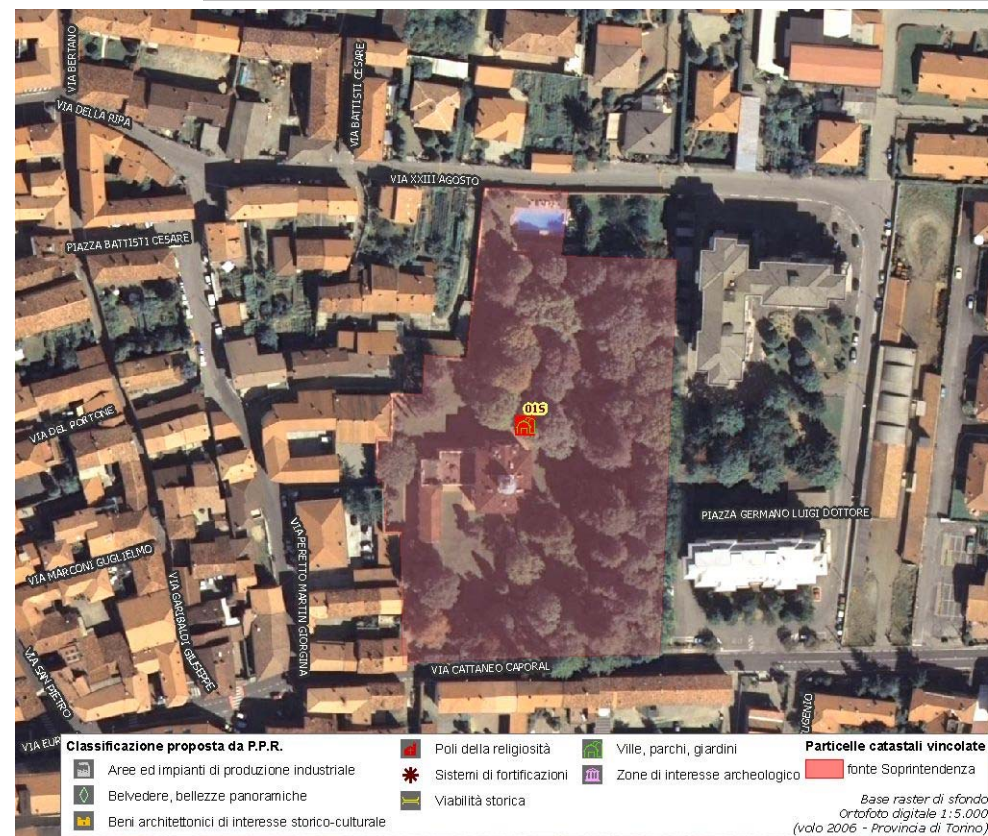 VIA BERTANO
VIA BATTISTI CESARE
VIA DELLA RIPA
VIA XXIII AGOSTO
PIAZZA BATTISTI CESARE
015
VIA DEL PORTONE
PIAZZA GERMANO LUIGI DOTTORE
VIA MARCONI GUGLIELMO
VIA GARIBALDI GIUSEPPE
VIA PERETTO MARTIN GIORGINA
VIA SAN PIETRO
VIA CATTANEO CAPORAL
UGENIO
VIA EUR
Classificazione proposta da P.P.R.
Aree ed impianti di produzione industriale
Belvedere, bellezze panoramiche
Beni architettonici di interesse storico-culturale
Poli della religiosità
Sistemi di fortificazioni
Viabilità storica
Ville, parchi, giardini
Zone di interesse archeologico
Particelle catastali vincolate
fonte Soprintendenza
Base raster di sfondo
Ortofoto digitale 1:5.000
(volo 2006 - Provincia di Torino)